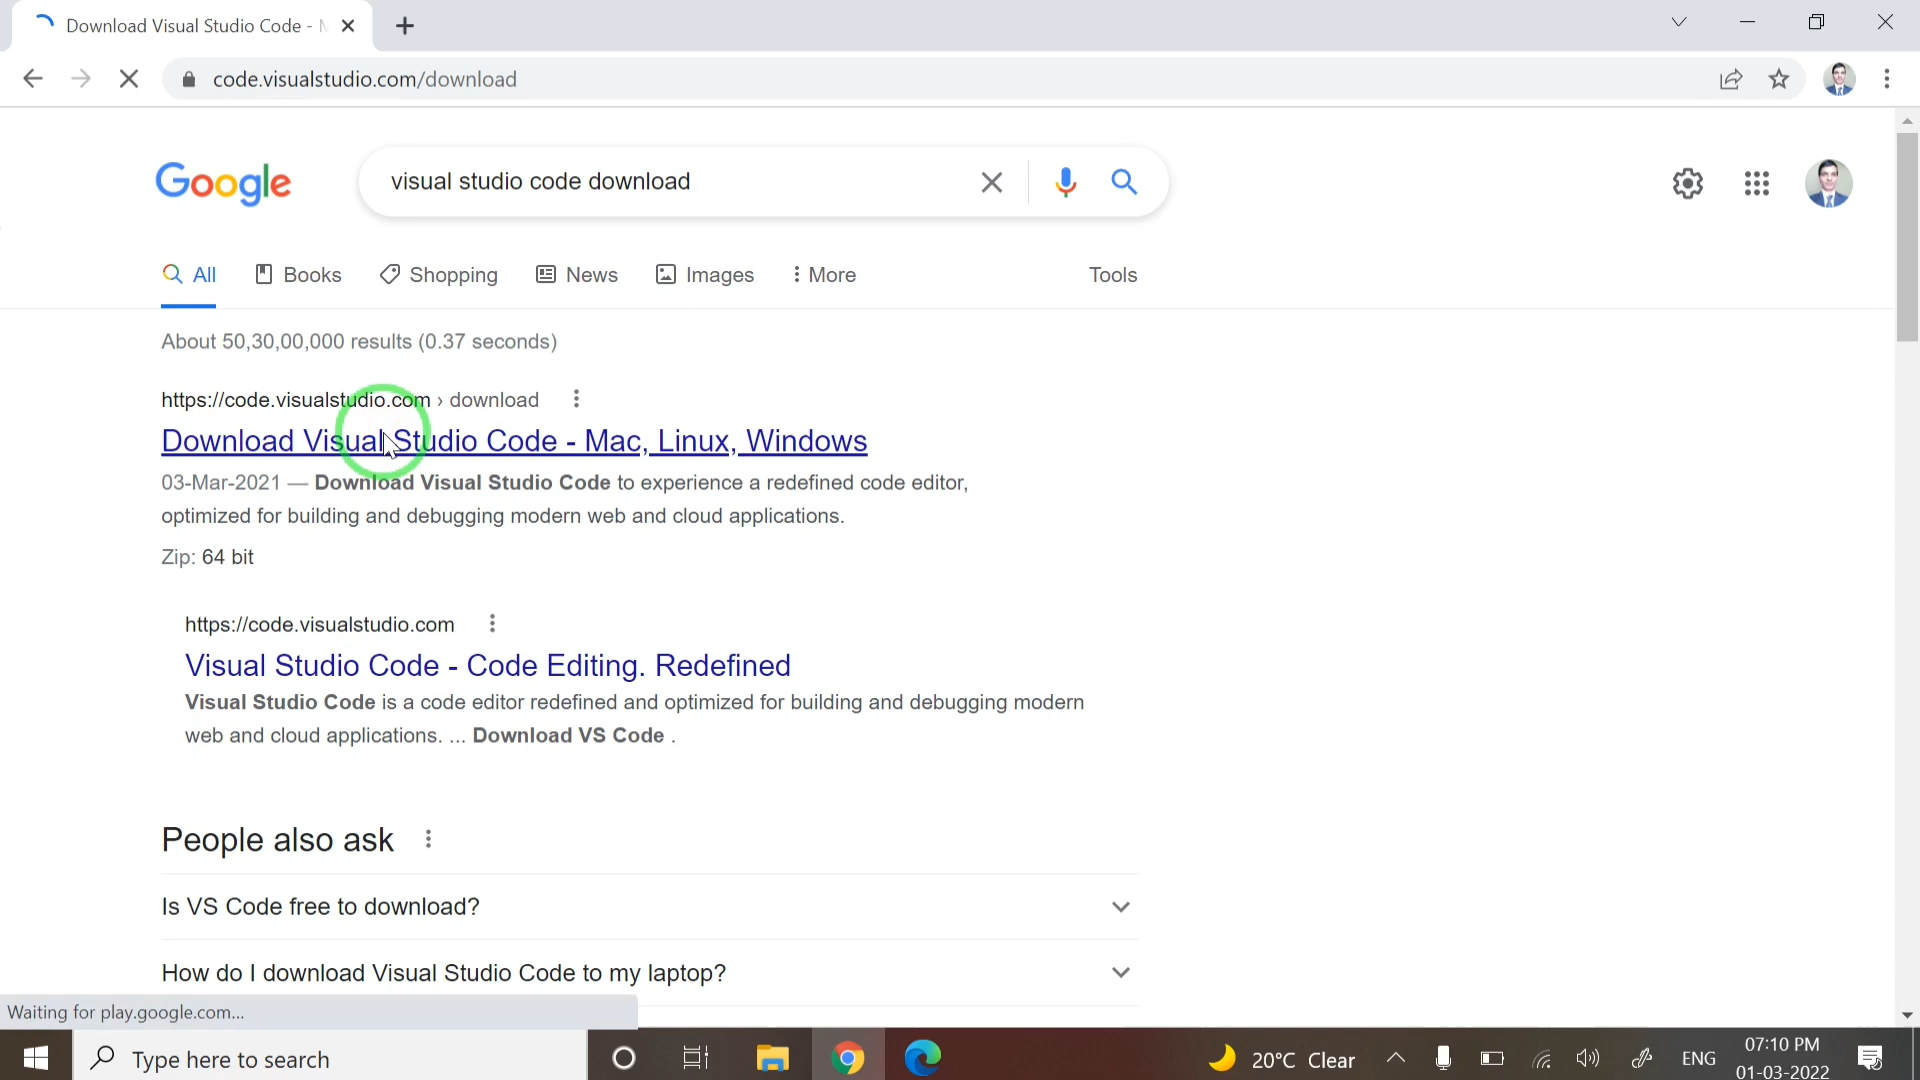 Download Visual Studio Code -
code.visualstudio.com/download
Google
visual studio code download
All Books Shopping News Images More Tools
About 50,30,00,000 results (0.37 seconds)
https://code.visualstudio.com › download
Download Visual Studio Code - Mac, Linux, Windows
03-Mar-2021 — Download Visual Studio Code to experience a redefined code editor,
optimized for building and debugging modern web and cloud applications.
Zip: 64 bit
https://code.visualstudio.com
Visual Studio Code - Code Editing. Redefined
Visual Studio Code is a code editor redefined and optimized for building and debugging modern
web and cloud applications. ... Download VS Code .
People also ask
Is VS Code free to download?
How do I download Visual Studio Code to my laptop?
Waiting for play.google.com...
Type here to search
20°C Clear
ENG
07:10 PM
01-03-2022